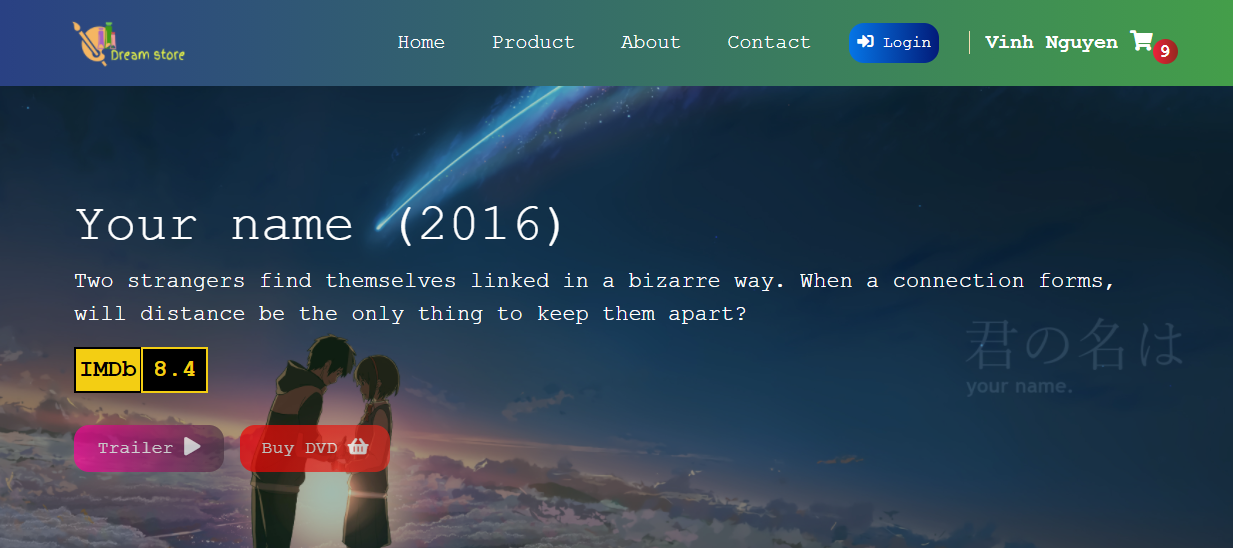 Dream store
Home Product About Contact Login Vinh Nguyen 9
Your name (2016)
Two strangers find themselves linked in a bizarre way. When a connection forms,
will distance be the only thing to keep them apart?
君の名は
your name.
IMDb 8.4
Trailer Buy DVD